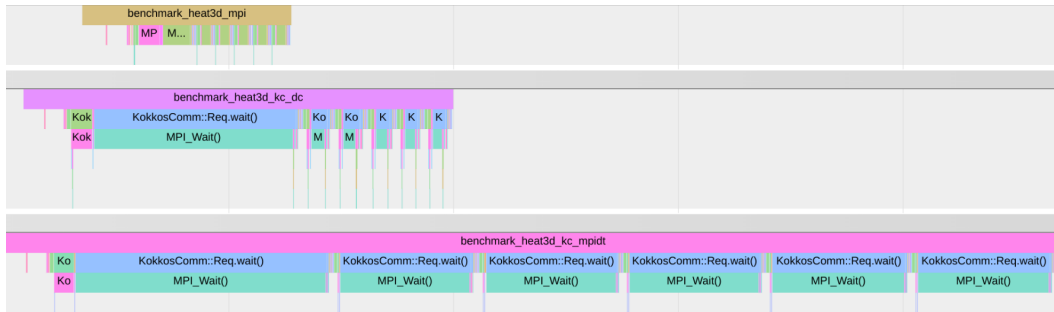 benchmark_heat3d_mpi
MP M...
benchmark_heat3d_kc_dc
Kok KokkosComm::Req.wait() Ko Ko K K K
Kok MPI_Wait() M M
benchmark_heat3d_kc_mpidt
Ko KokkosComm::Req.wait() KokkosComm::Req.wait() KokkosComm::Req.wait() KokkosComm::Req.wait() KokkosComm::Req.wait() KokkosComm::Req.wait()
Ko MPI_Wait() MPI_Wait() MPI_Wait() MPI_Wait() MPI_Wait() MPI_Wait()